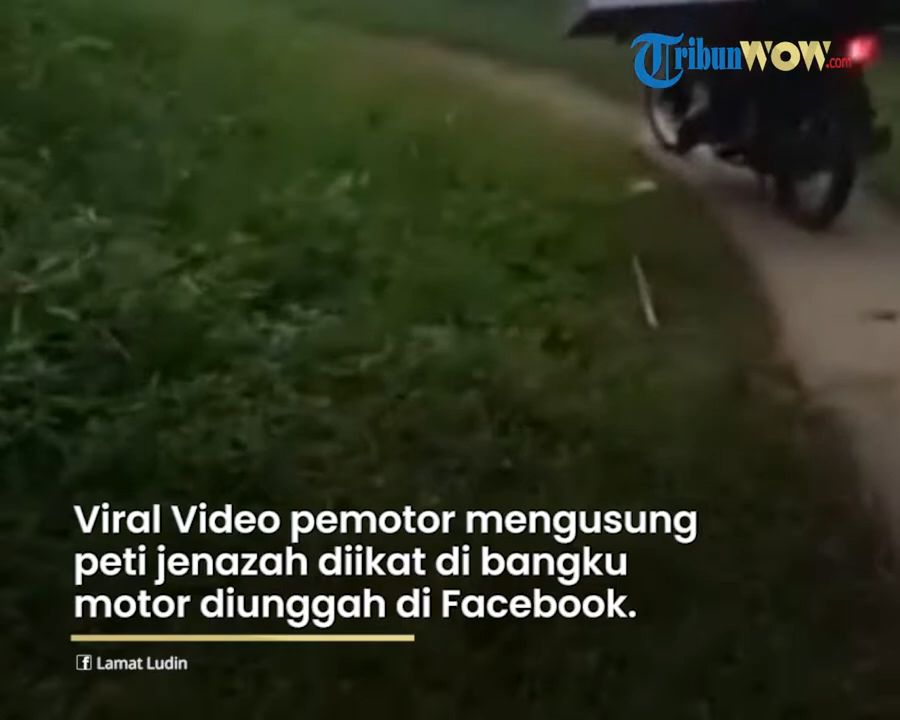 TribunWOW.com
Viral Video pemotor mengusung
peti jenazah diikat di bangku
motor diunggah di Facebook.
Lamat Ludin